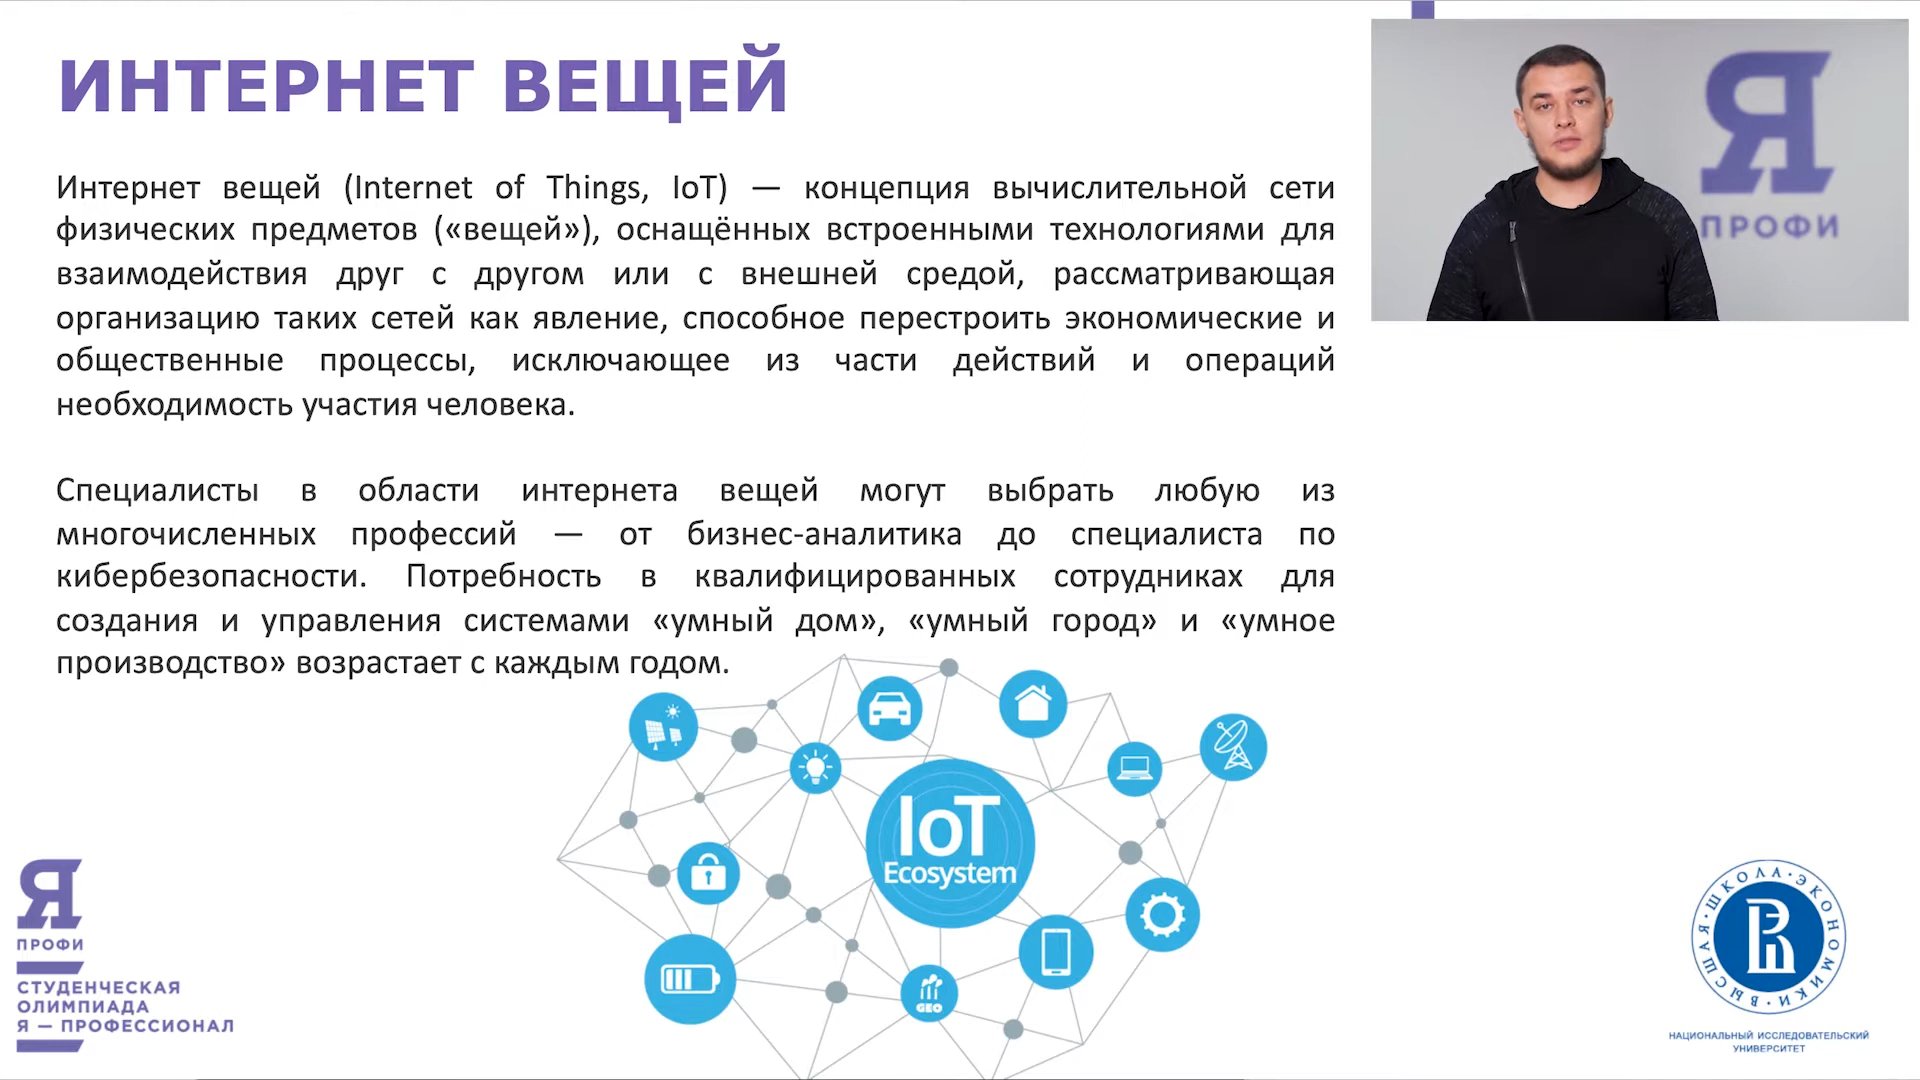 ИНТЕРНЕТ ВЕЩЕЙ
Интернет вещей (Internet of Things, IoT) — концепция вычислительной сети
физических предметов («вещей»), оснащённых встроенными технологиями для
взаимодействия друг с другом или с внешней средой, рассматривающая
организацию таких сетей как явление, способное перестроить экономические и
общественные процессы, исключающее из части действий и операций
необходимость участия человека.
Специалисты в области интернета вещей могут выбрать любую из
многочисленных профессий — от бизнес-аналитика до специалиста по
кибербезопасности. Потребность в квалифицированных сотрудниках для
создания и управления системами «умный дом», «умный город» и «умное
производство» возрастает с каждым годом.
Я
ПРОФИ
IoT
Ecosystem
GEO
Я
ПРОФИ
СТУДЕНЧЕСКАЯ
ОЛИМПИАДА
Я — ПРОФЕССИОНАЛ
ВЫСШАЯ • ШКОЛА • ЭКОНОМИКИ
НАЦИОНАЛЬНЫЙ ИССЛЕДОВАТЕЛЬСКИЙ
УНИВЕРСИТЕТ